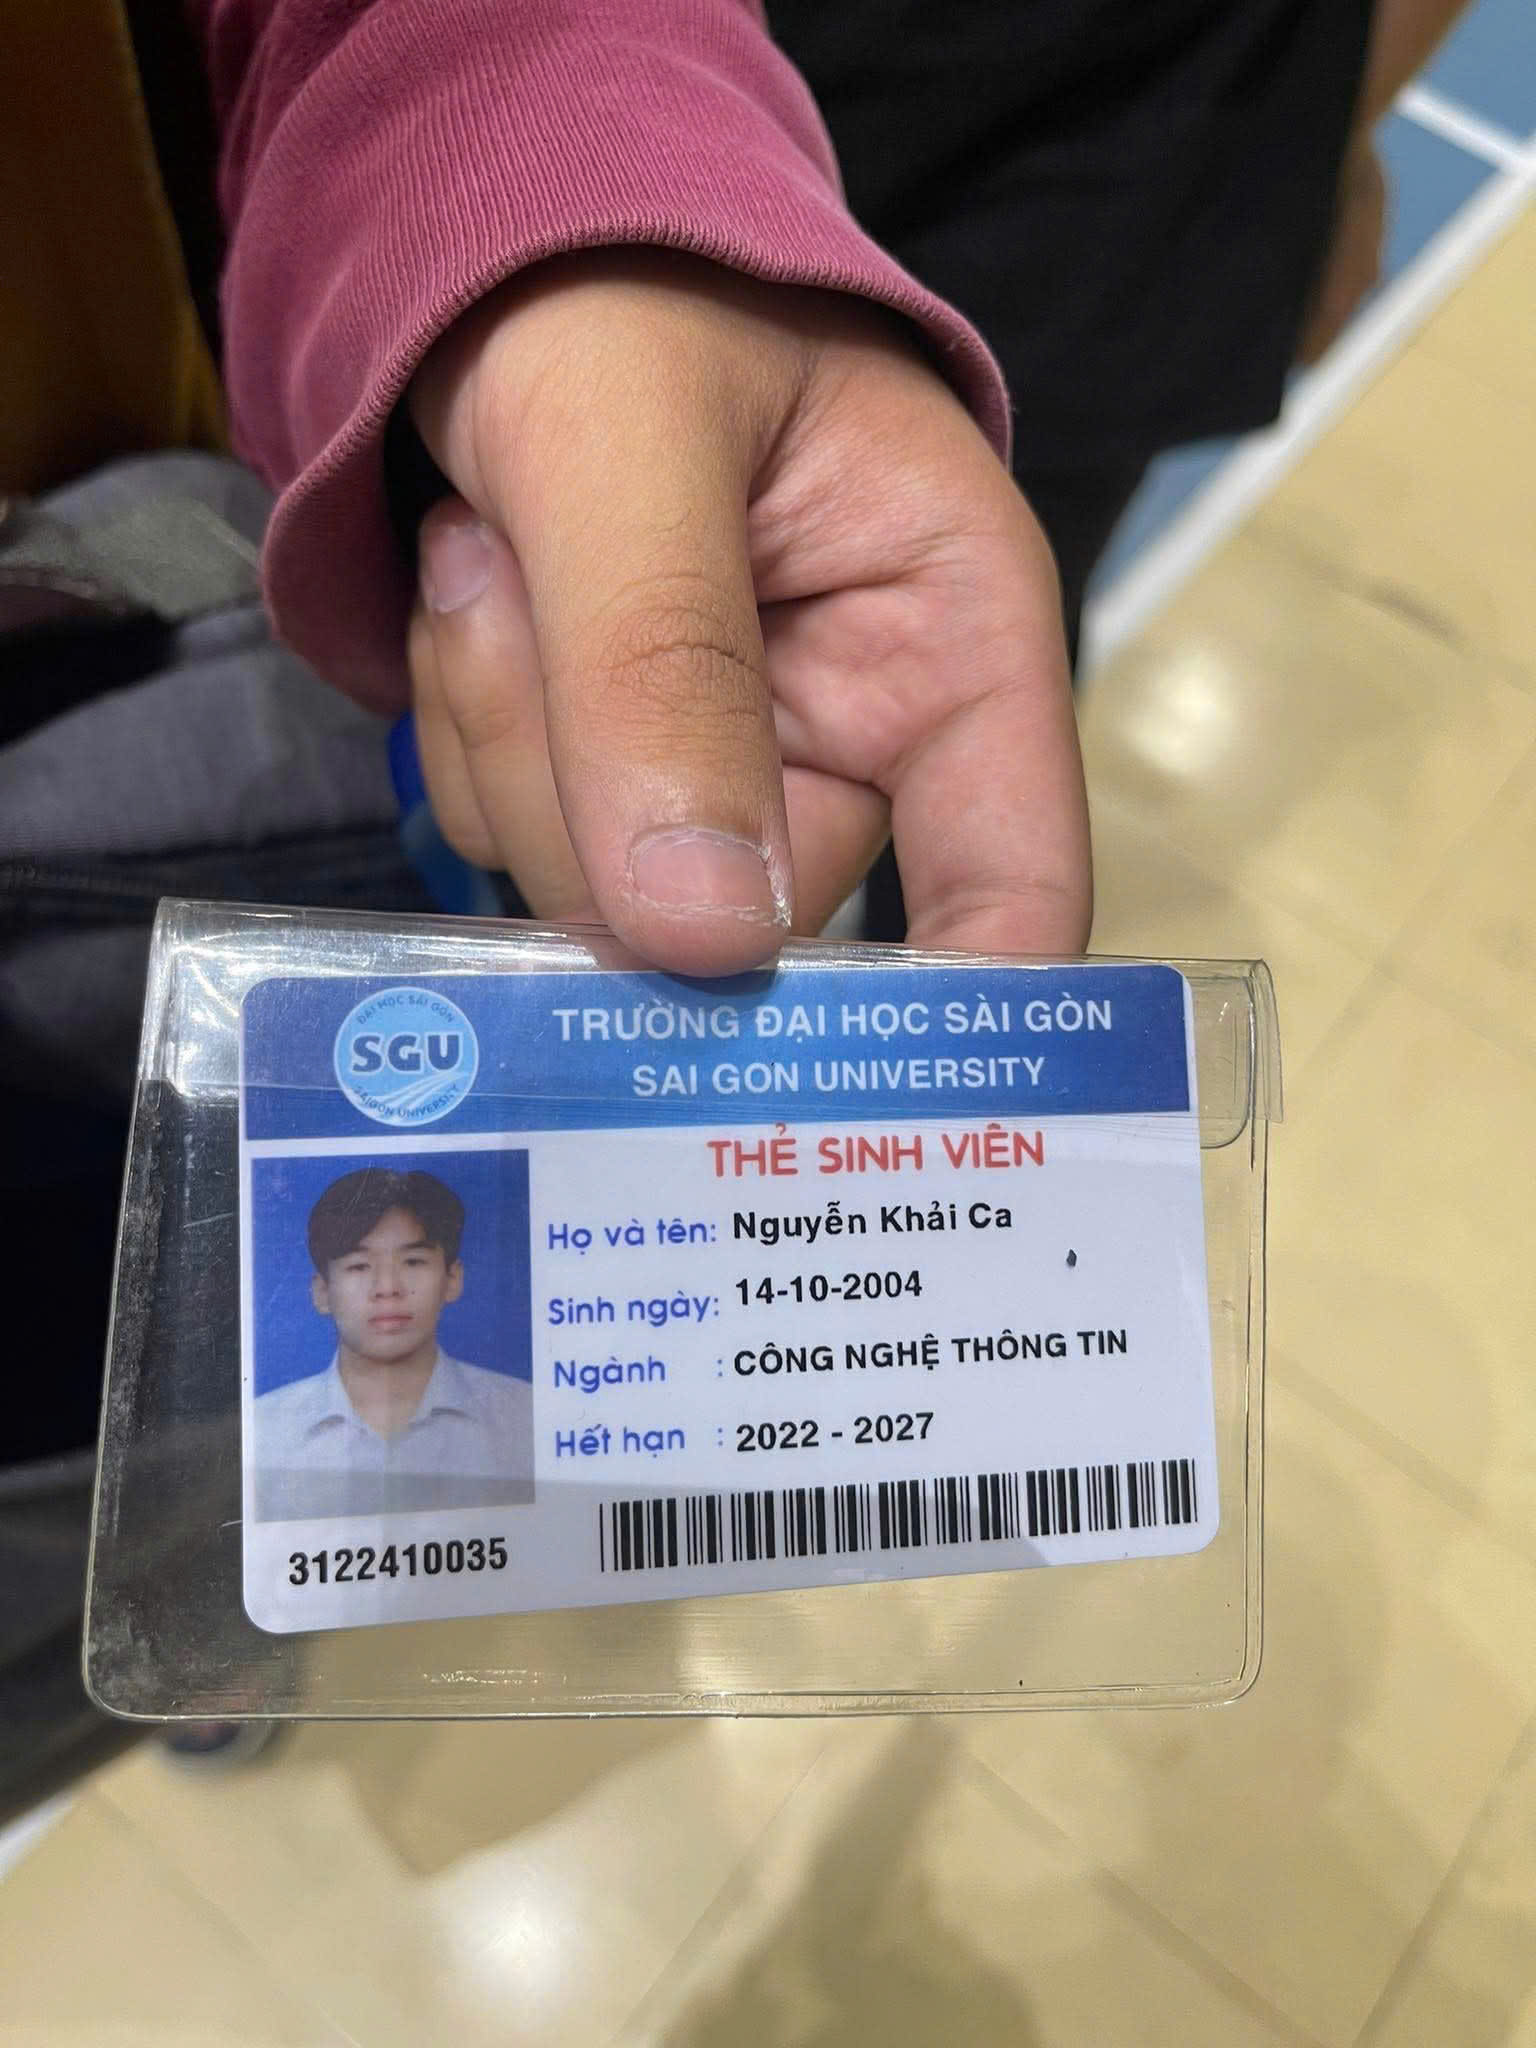 ĐẠI HỌC SÀI GÒN
SGU
SAIGON UNIVERSITY
TRƯỜNG ĐẠI HỌC SÀI GÒN
SAI GON UNIVERSITY
THẺ SINH VIÊN
Họ và tên: Nguyễn Khải Ca
Sinh ngày: 14-10-2004
Ngành : CÔNG NGHỆ THÔNG TIN
Hết hạn : 2022 - 2027
3122410035